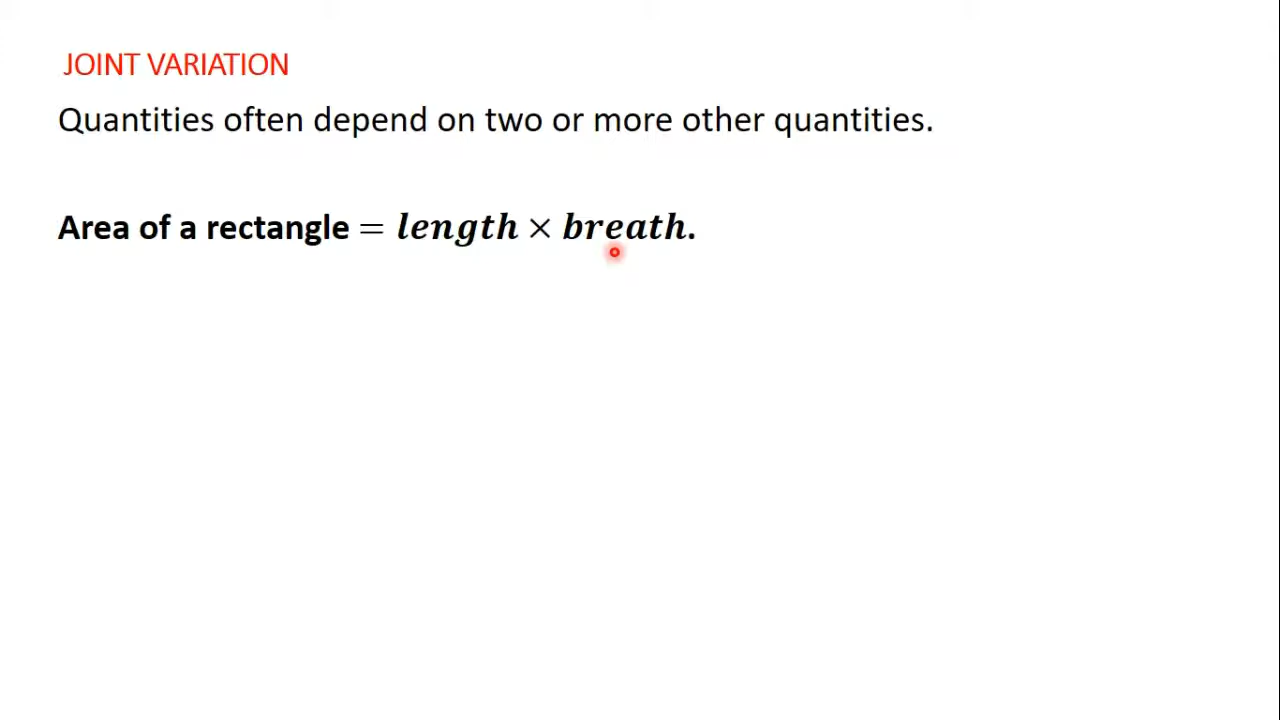 JOINT VARIATION
Quantities often depend on two or more other quantities.
Area of a rectangle = length × breath.